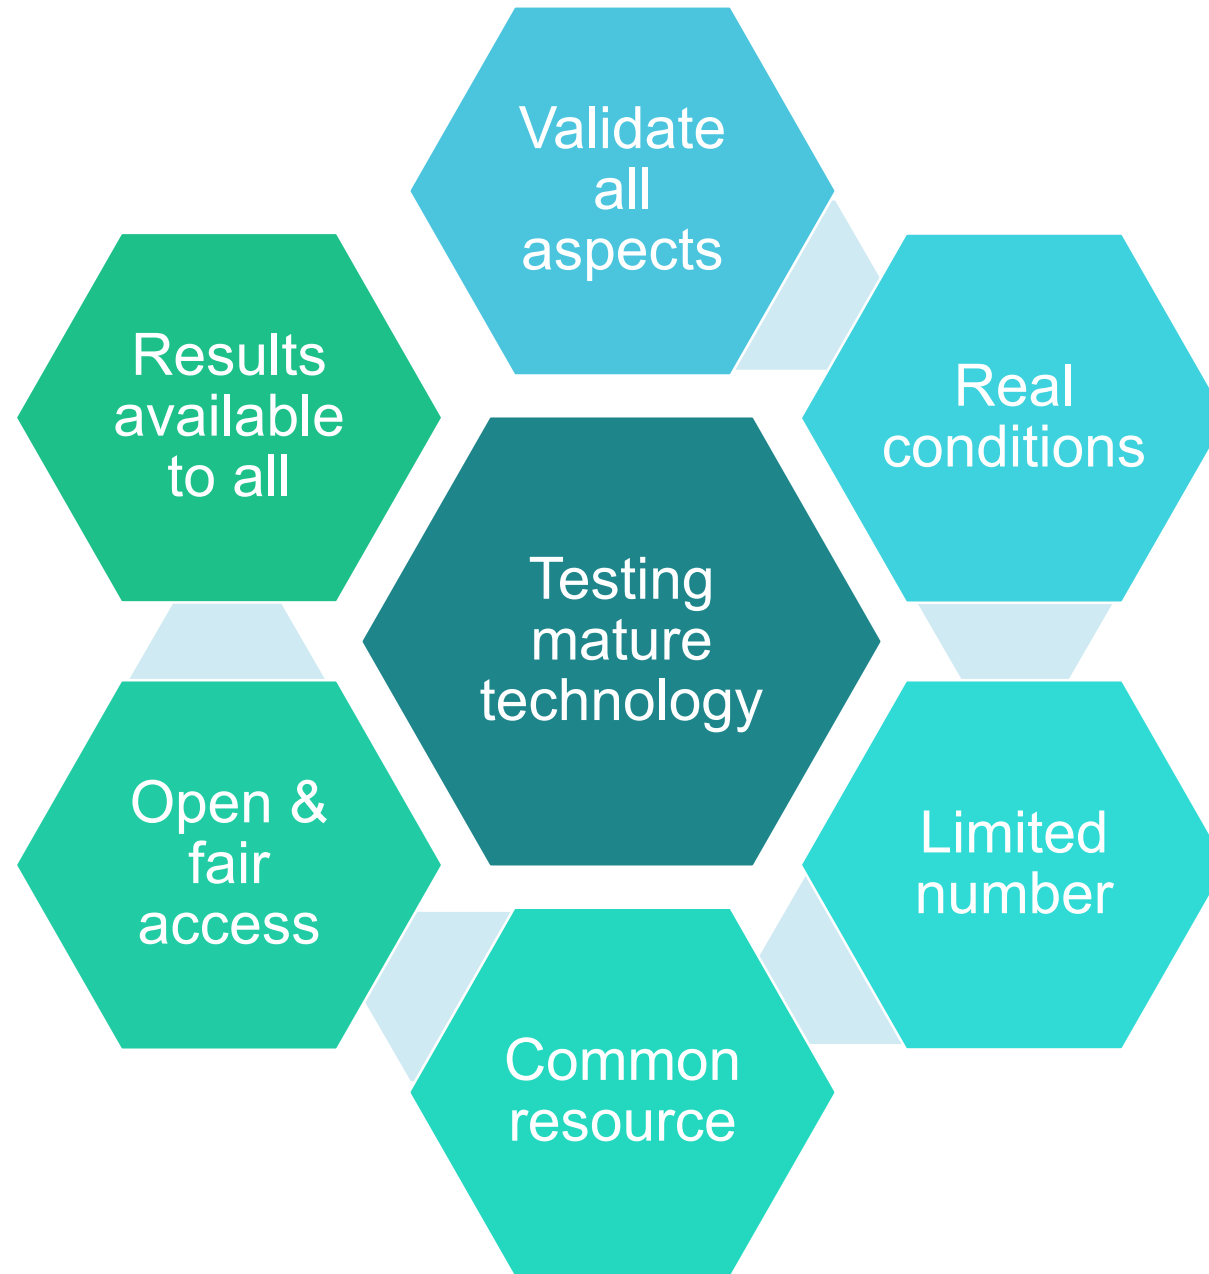 Validate
all
aspects
Real
conditions
Limited
number
Common
resource
Open &
fair
access
Results
available
to all
Testing
mature
technology